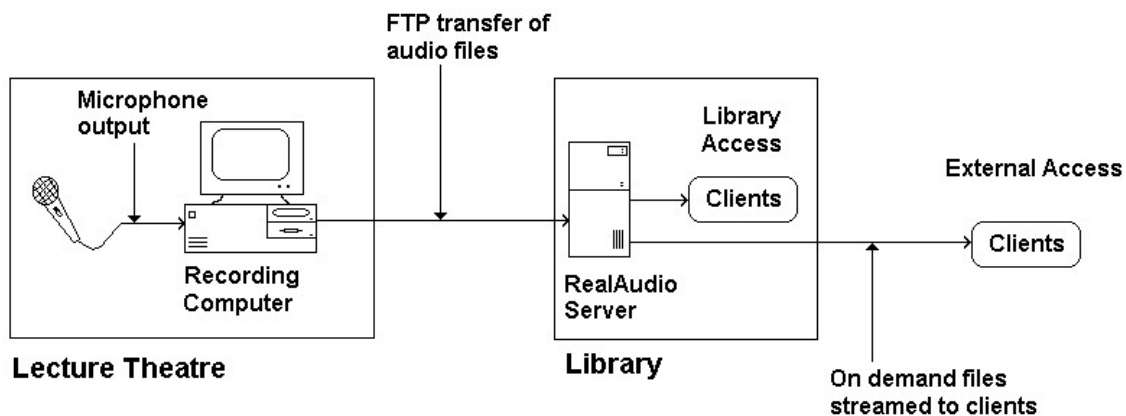 FTP transfer of
audio files
Microphone
output
Recording
Computer
Lecture Theatre
Library
Access
Clients
RealAudio
Server
Library
External Access
Clients
On demand files
streamed to clients